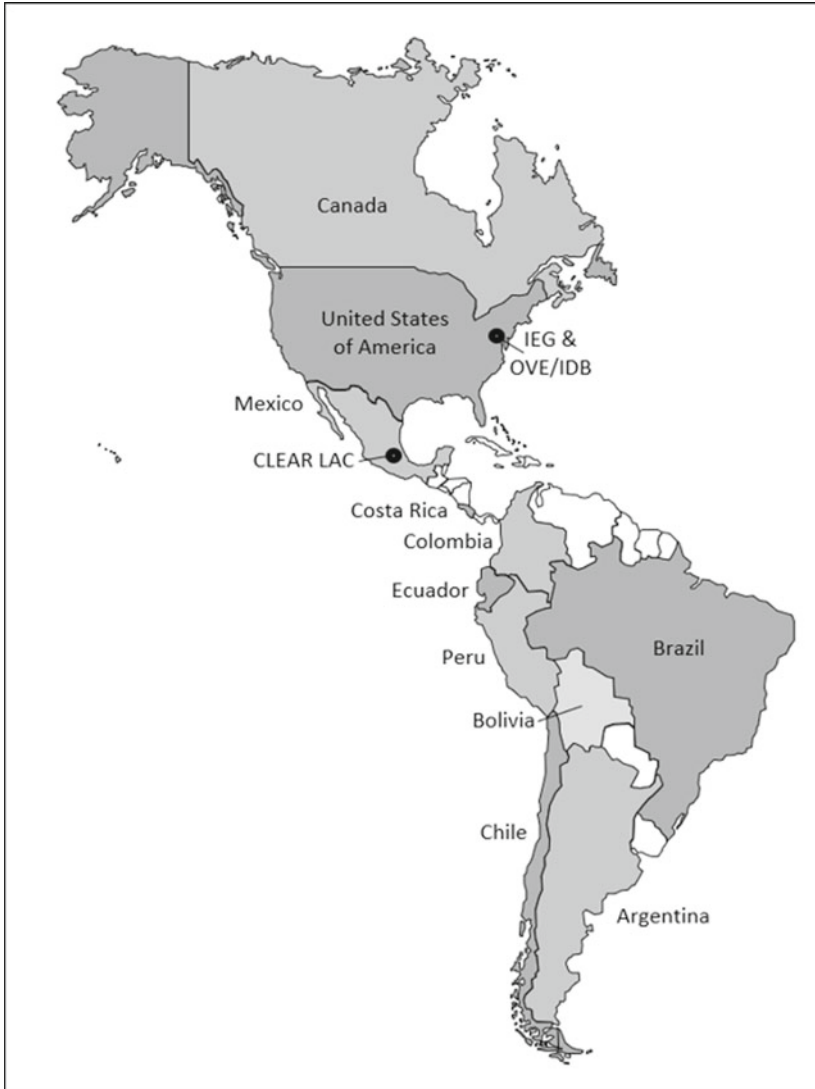 Canada
United States
of America
IEG &
OVE/IDB
Mexico
CLEAR LAC
Costa Rica
Colombia
Ecuador
Peru
Brazil
Bolivia
Chile
Argentina